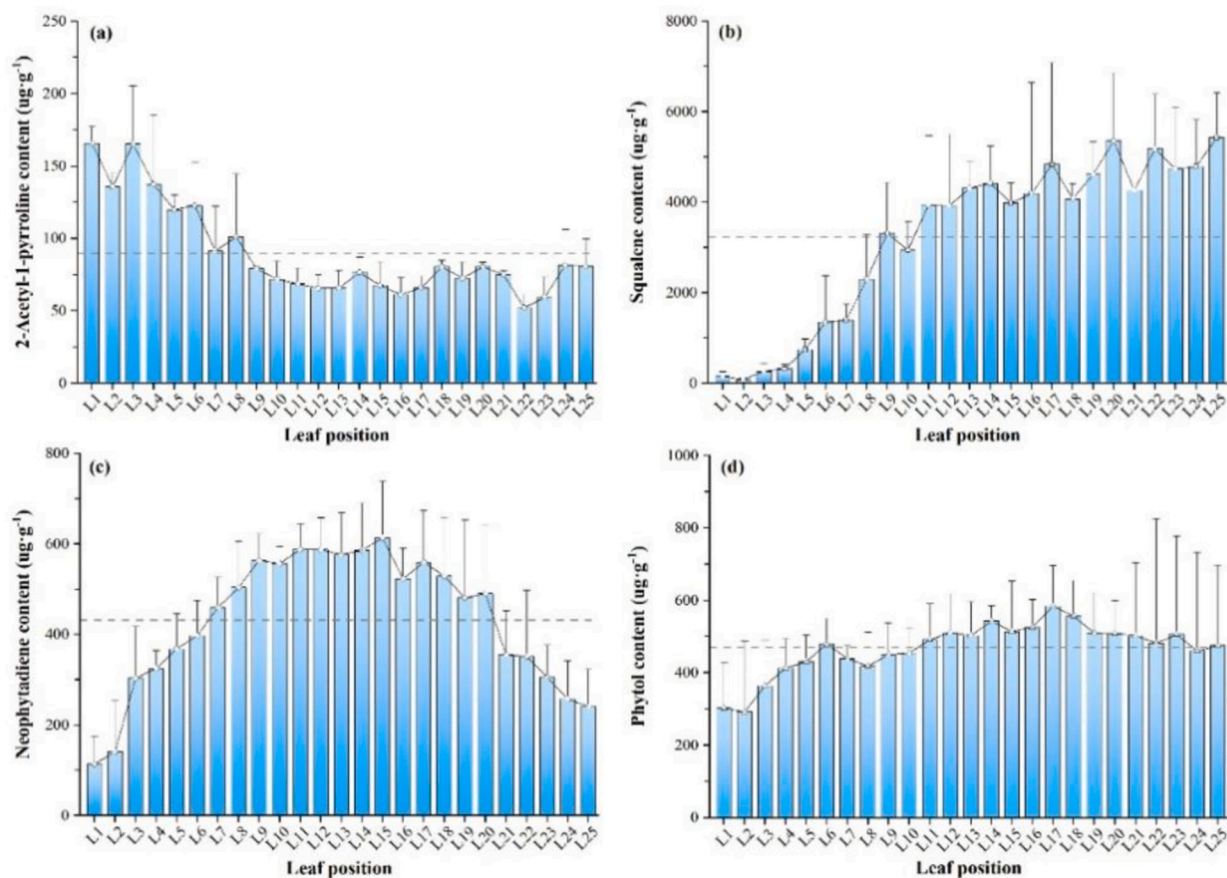 (a)
2-Acetyl-1-pyrroline content (ug·g⁻¹)
250
200
150
100
50
0
L1 L2 L3 L4 L5 L6 L7 L8 L9 L10 L11 L12 L13 L14 L15 L16 L17 L18 L19 L20 L21 L22 L23 L24 L25
Leaf position
(b)
Squalene content (ug·g⁻¹)
8000
6000
4000
2000
0
L1 L2 L3 L4 L5 L6 L7 L8 L9 L10 L11 L12 L13 L14 L15 L16 L17 L18 L19 L20 L21 L22 L23 L24 L25
Leaf position
(c)
Neophytadiene content (ug·g⁻¹)
800
600
400
200
0
L1 L2 L3 L4 L5 L6 L7 L8 L9 L10 L11 L12 L13 L14 L15 L16 L17 L18 L19 L20 L21 L22 L23 L24 L25
Leaf position
(d)
Phytol content (ug·g⁻¹)
1000
800
600
400
200
0
L1 L2 L3 L4 L5 L6 L7 L8 L9 L10 L11 L12 L13 L14 L15 L16 L17 L18 L19 L20 L21 L22 L23 L24 L25
Leaf position